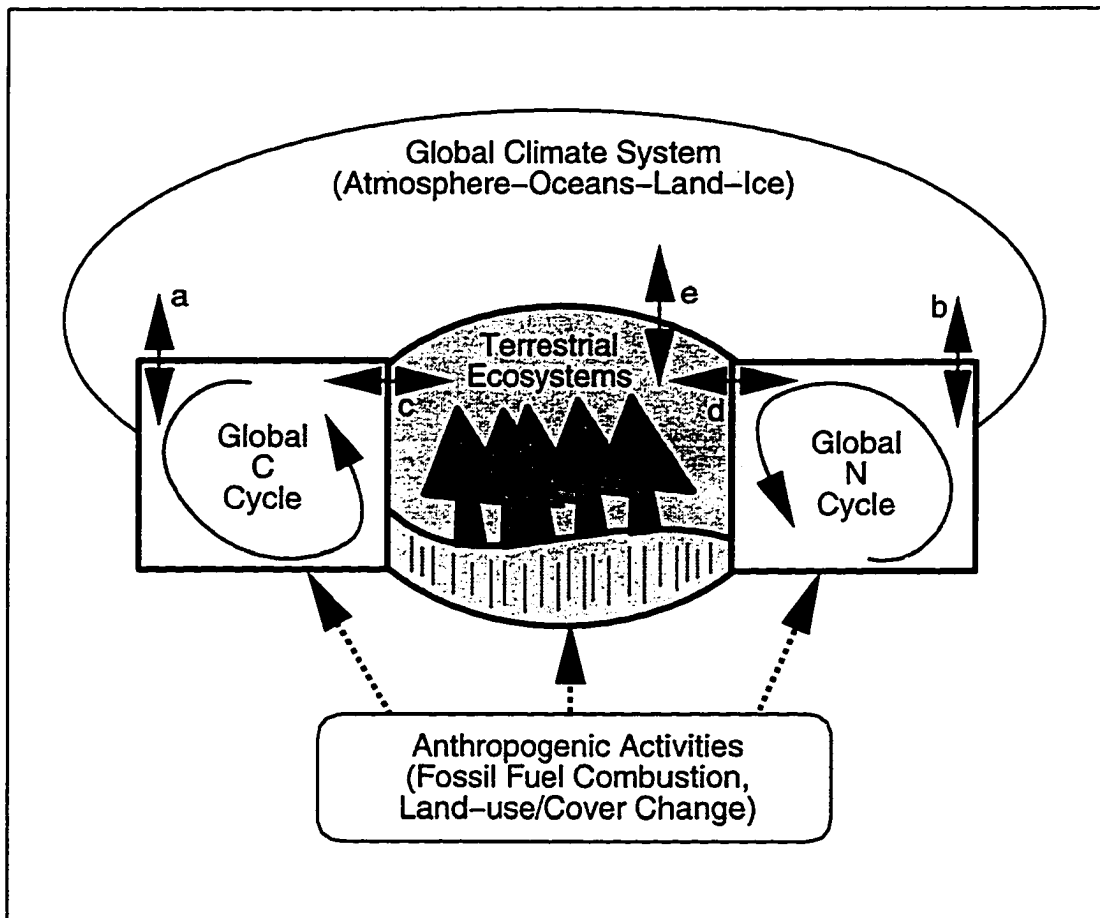 Global Climate System
(Atmosphere–Oceans–Land–Ice)
a
e
b
Terrestrial
Ecosystems
c
d
Global
C
Cycle
Global
N
Cycle
Anthropogenic Activities
(Fossil Fuel Combustion,
Land–use/Cover Change)